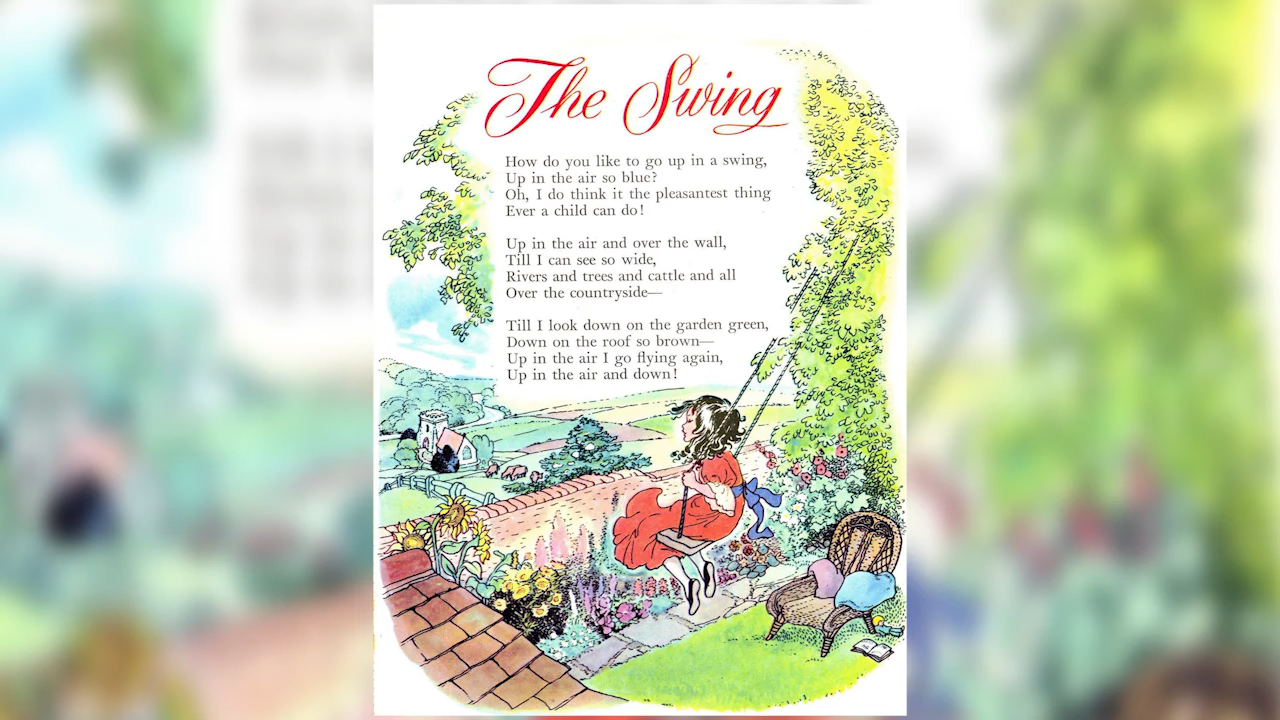 The Swing
How do you like to go up in a swing,
Up in the air so blue?
Oh, I do think it the pleasantest thing
Ever a child can do!
Up in the air and over the wall,
Till I can see so wide,
Rivers and trees and cattle and all
Over the countryside—
Till I look down on the garden green,
Down on the roof so brown—
Up in the air I go flying again,
Up in the air and down!